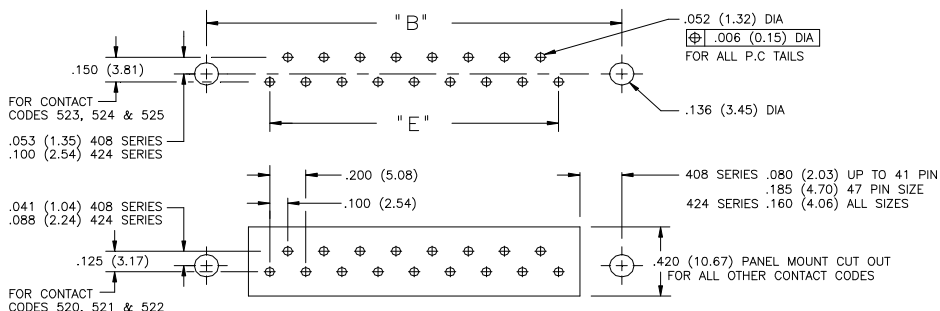 "B"
.052 (1.32) DIA
⌖ .006 (0.15) DIA
FOR ALL P.C TAILS
.150 (3.81)
FOR CONTACT
CODES 523, 524 & 525
.136 (3.45) DIA
"E"
.053 (1.35) 408 SERIES
.100 (2.54) 424 SERIES
.200 (5.08)
.100 (2.54)
408 SERIES .080 (2.03) UP TO 41 PIN
.185 (4.70) 47 PIN SIZE
424 SERIES .160 (4.06) ALL SIZES
.041 (1.04) 408 SERIES
.088 (2.24) 424 SERIES
.125 (3.17)
.420 (10.67) PANEL MOUNT CUT OUT
FOR ALL OTHER CONTACT CODES
FOR CONTACT
CODES 520, 521 & 522